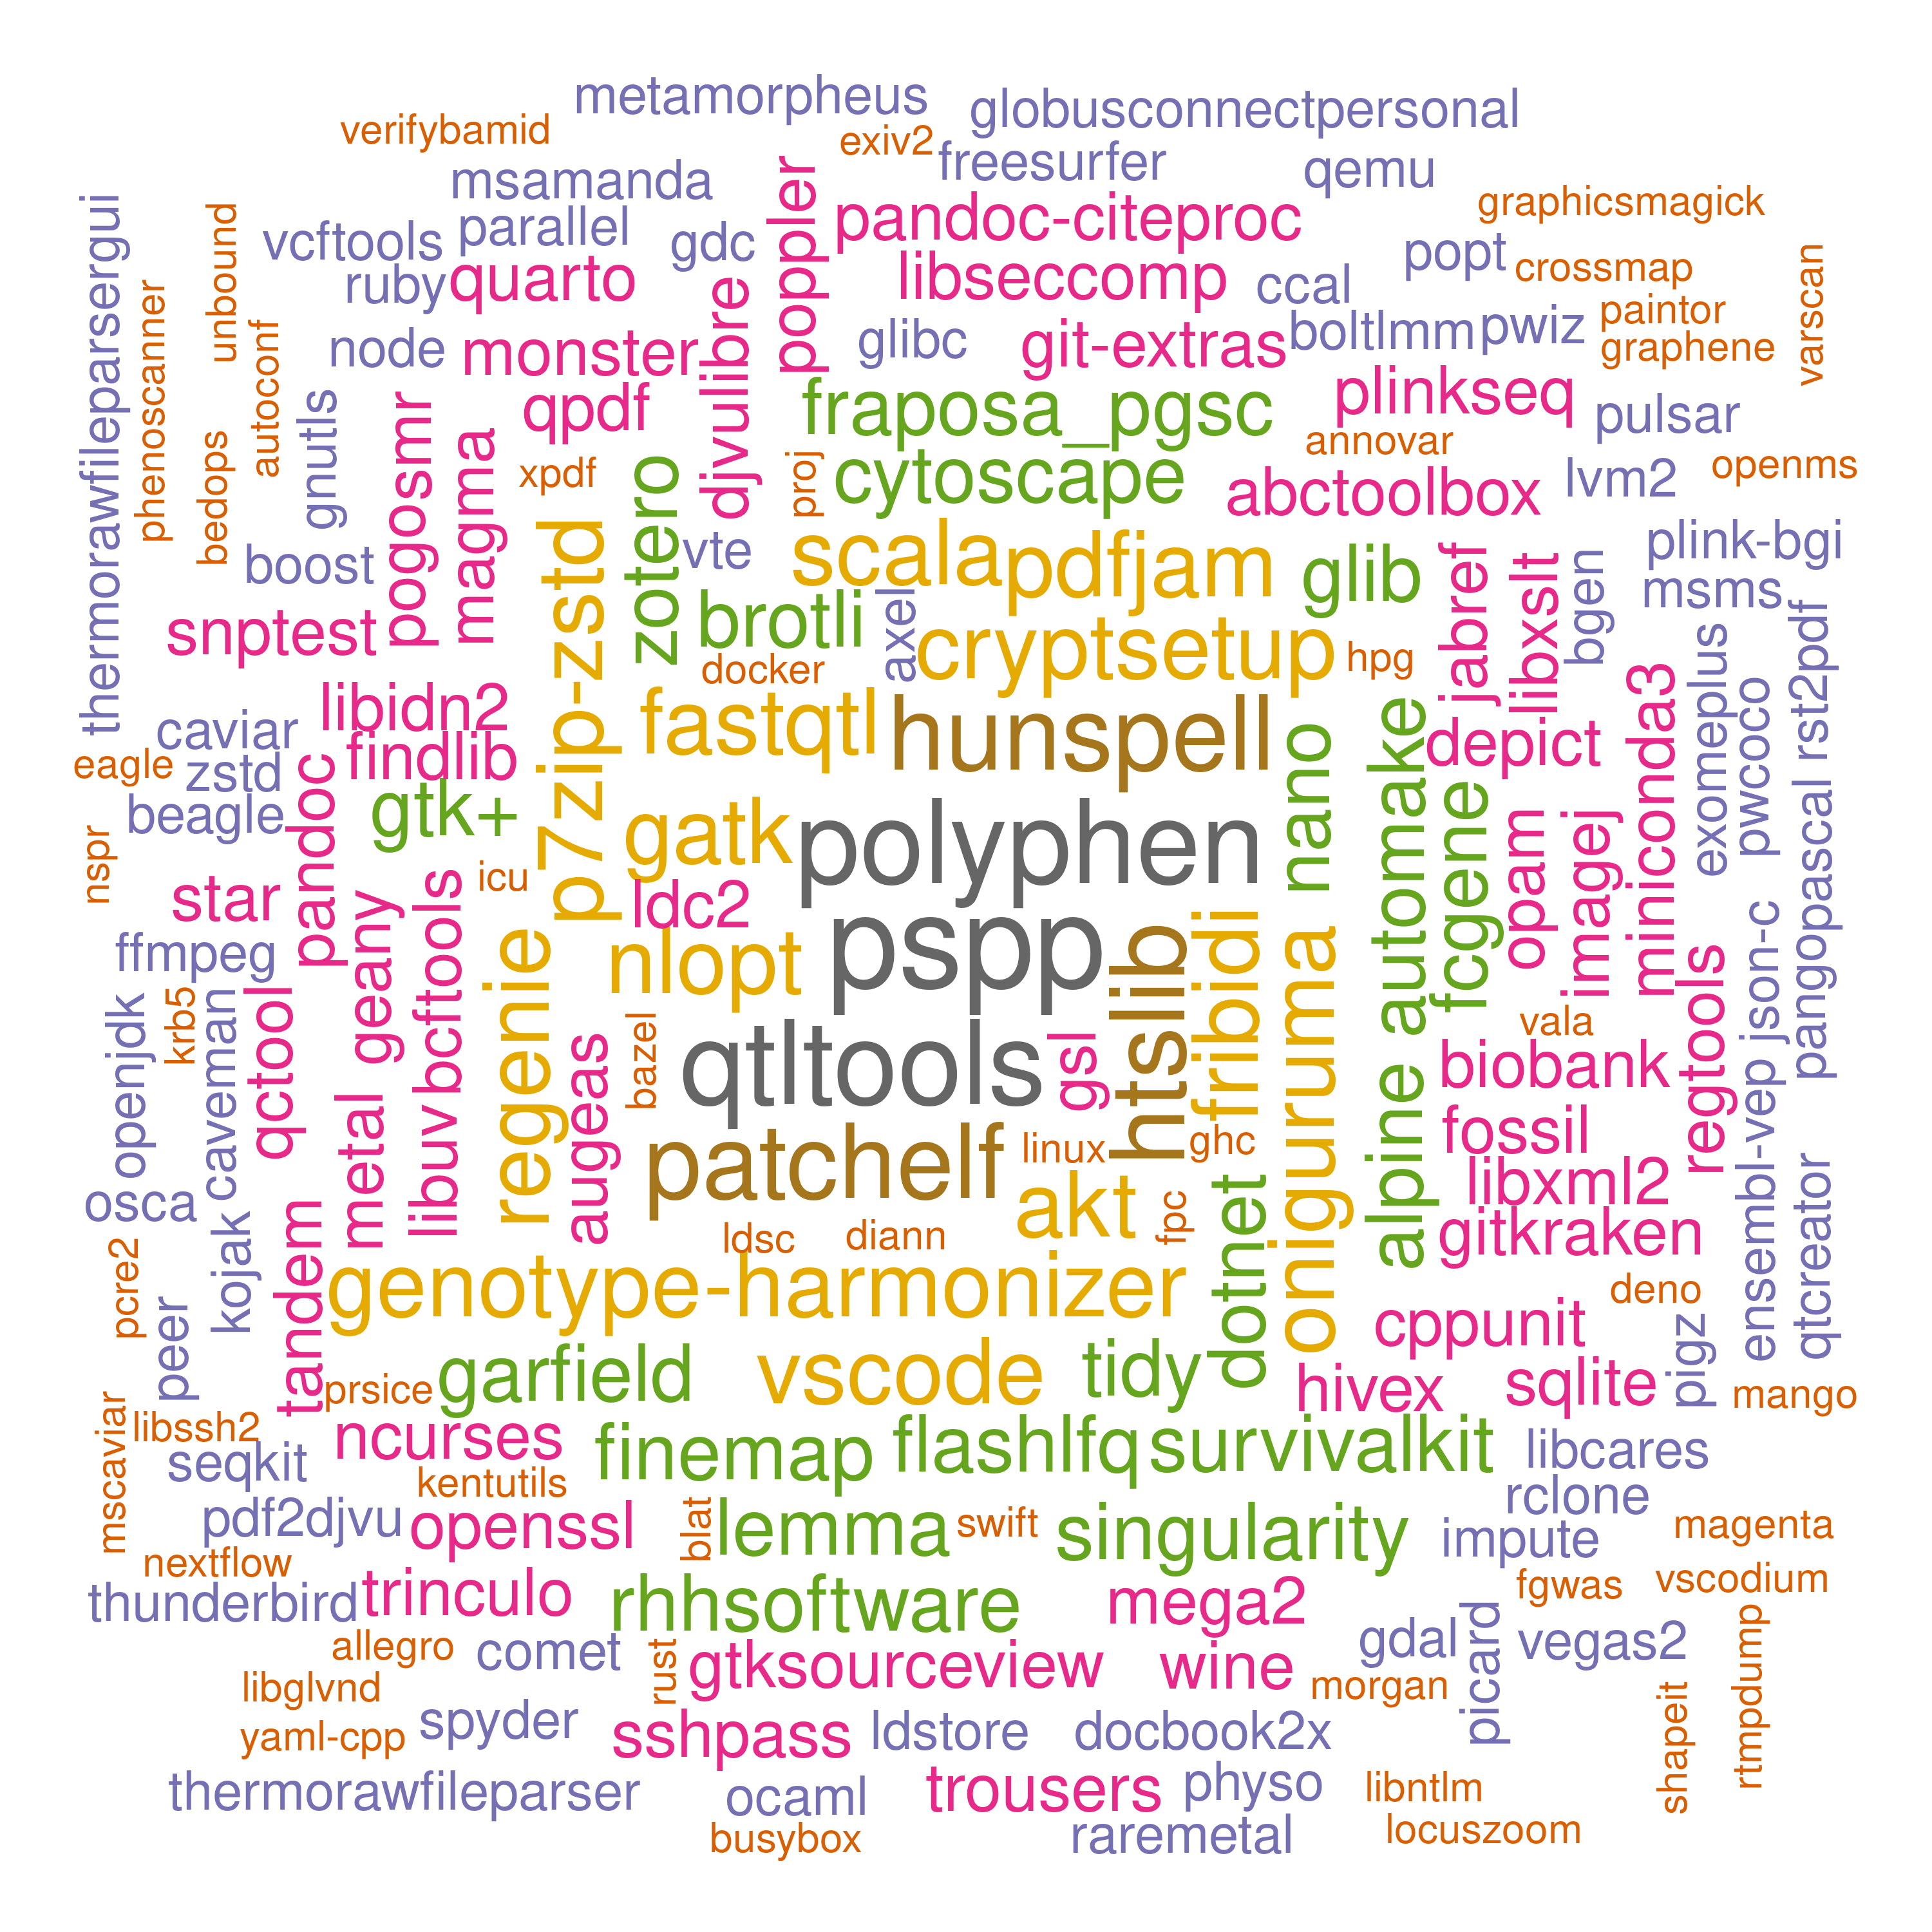 metamorpheus
globusconnectpersonal
verifybamid
exiv2
freesurfer
qemu
msamanda
graphicsmagick
poppler
pandoc-citeproc
vcftools
parallel
gdc
popt
thermorawfileparsergui
unbound
ruby
quarto
libseccomp
ccal
crossmap
varscan
phenoscanner
autoconf
node
monster
djvulibre
glibc
git-extras
boltlmm
pwiz
paintor
graphene
bedops
gnutls
pogosmr
magma
qpdf
fraposa_pgsc
plinkseq
pulsar
xpdf
zotero
proj
cytoscape
annovar
abctoolbox
lvm2
openms
boost
p7zip-zstd
vte
scala
pdfjam
glib
jabref
libxslt
bgen
plink-bgi
msms
snptest
brotli
axel
cryptsetup
hpg
rst2pdf
docker
libidn2
fastqtl
hunspell
nano
automake
depict
miniconda3
exomeplus
pwcoco
caviar
findlib
eagle
zstd
beagle
pandoc
gtk+
gatk
polyphen
fcgene
opam
imagej
pascal
nspr
star
geany
bcftools
icu
ldc2
pspp
htslib
fribidi
oniguruma
regtools
json-c
pango
ffmpeg
regenie
nlopt
openjdk
krb5
caveman
qctool
augeas
bazel
qtltools
gsl
vala
biobank
metal
libuv
patchelf
linux
ghc
alpine
fossil
ensembl-vep
osca
kojak
tandem
ldsc
diann
akt
fpc
dotnet
libxml2
gitkraken
qtcreator
pcre2
peer
genotype-harmonizer
deno
cppunit
pigz
prsice
garfield
vscode
tidy
hivex
sqlite
mango
mscaviar
libssh2
ncurses
finemap
flashlfq
survivalkit
libcares
seqkit
kentutils
rclone
pdf2djvu
openssl
blat
lemma
swift
singularity
impute
magenta
nextflow
thunderbird
trinculo
rhhsoftware
mega2
fgwas
vscodium
allegro
comet
rust
gtksourceview
wine
gdal
picard
vegas2
rtmpdump
libglvnd
morgan
shapeit
yaml-cpp
spyder
sshpass
ldstore
docbook2x
thermorawfileparser
ocaml
trousers
physo
libntlm
busybox
raremetal
locuszoom